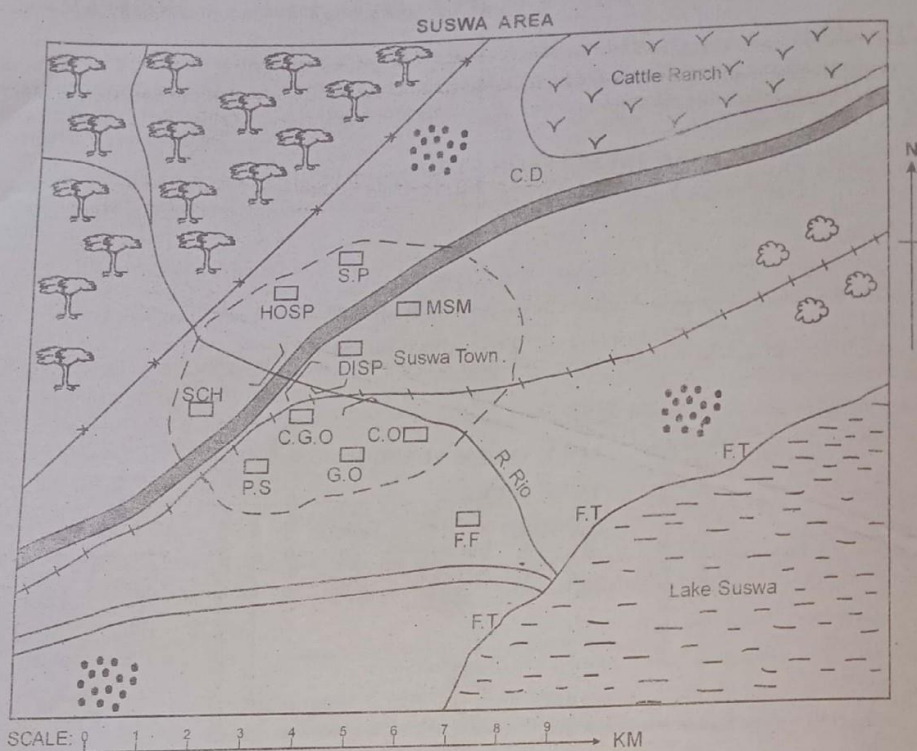 SUSWA AREA
Cattle Ranch
N
C.D.
S.P
HOSP
MSM
DISP
Suswa Town
SCH
C.G.O
C.O
P.S
G.O
R. Rio
F.T
F.T
F.F
Lake Suswa
F.T
SCALE: 0 1 2 3 4 5 6 7 8 9 KM